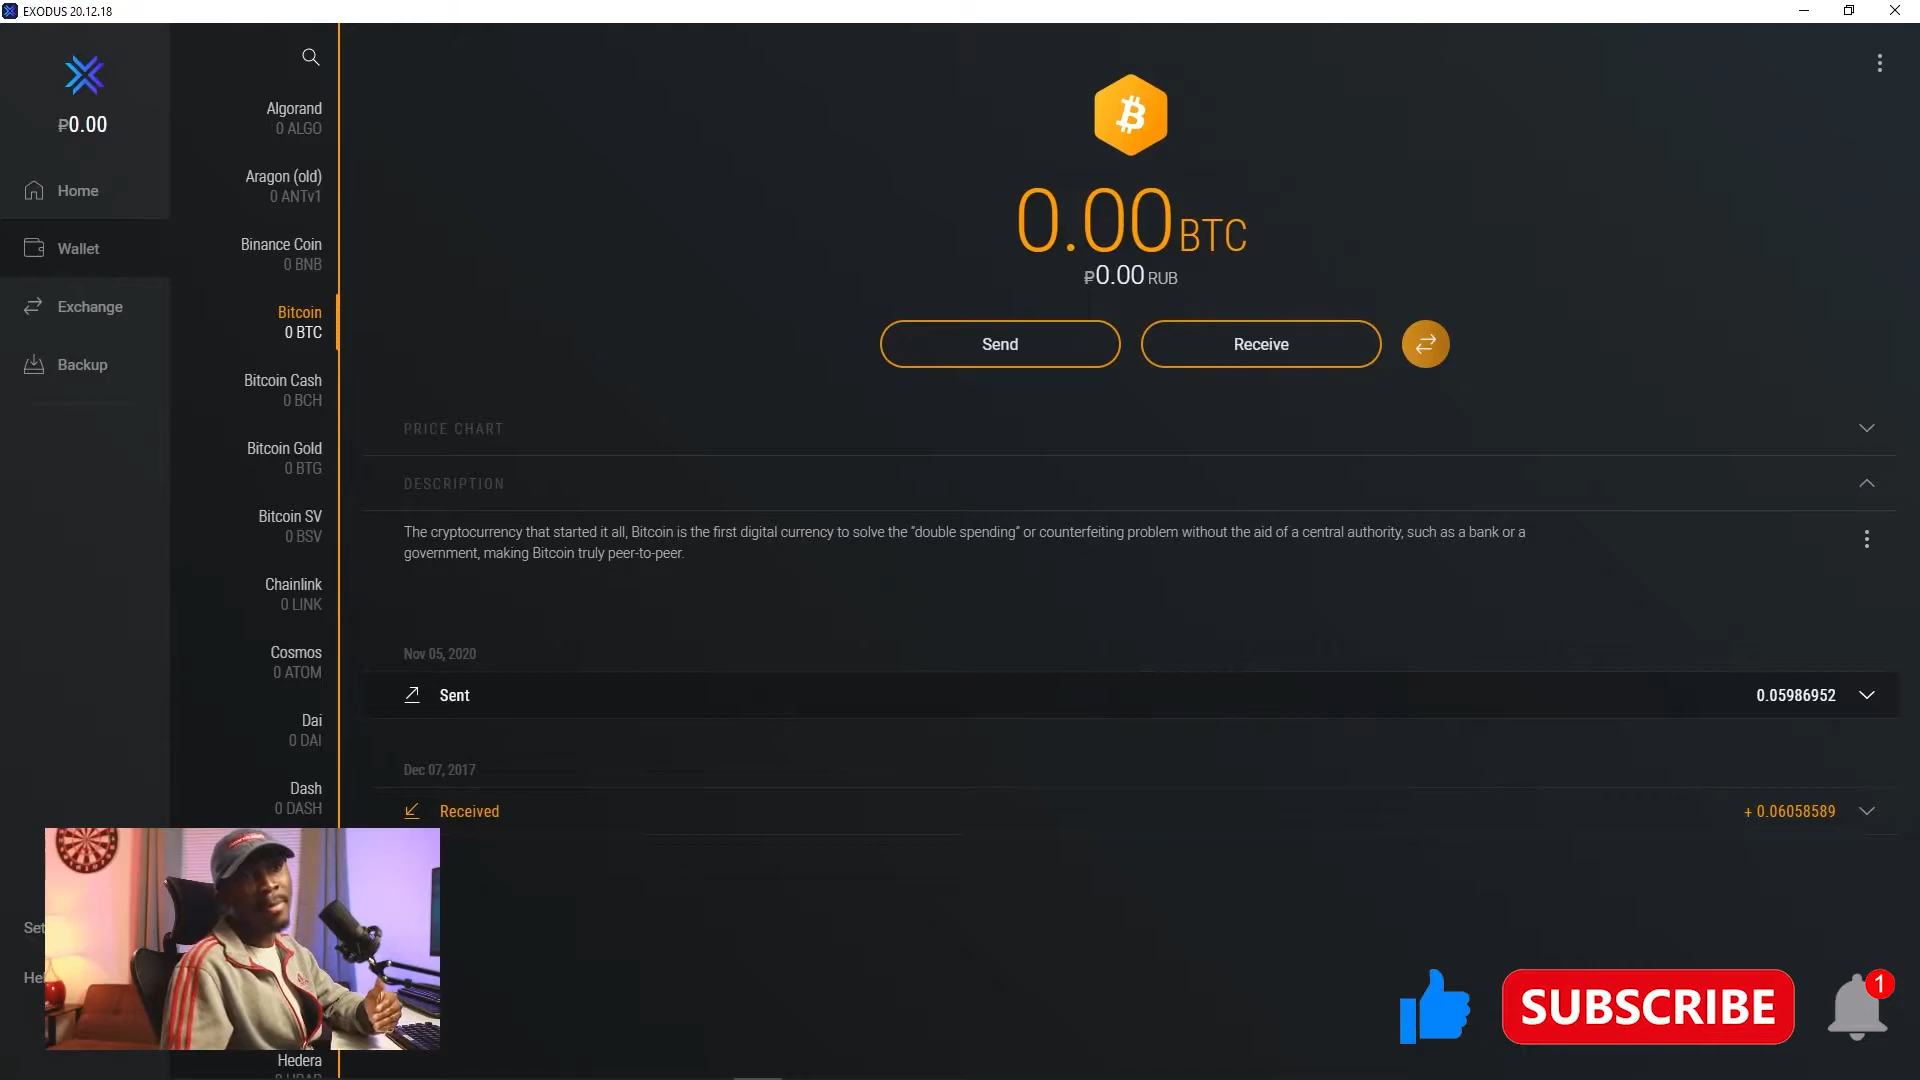 EXODUS 20.12.18
₽0.00
Home
Wallet
Exchange
Backup
Algorand
0 ALGO
Aragon (old)
0 ANTv1
Binance Coin
0 BNB
Bitcoin
0 BTC
Bitcoin Cash
0 BCH
Bitcoin Gold
0 BTG
Bitcoin SV
0 BSV
Chainlink
0 LINK
Cosmos
0 ATOM
Dai
0 DAI
Dash
0 DASH
Hedera
Set
Hel
0.00 BTC
₽0.00 RUB
Send
Receive
PRICE CHART
DESCRIPTION
The cryptocurrency that started it all, Bitcoin is the first digital currency to solve the “double spending” or counterfeiting problem without the aid of a central authority, such as a bank or a
government, making Bitcoin truly peer-to-peer.
Nov 05, 2020
Sent 0.05986952
Dec 07, 2017
Received + 0.06058589
SUBSCRIBE
1